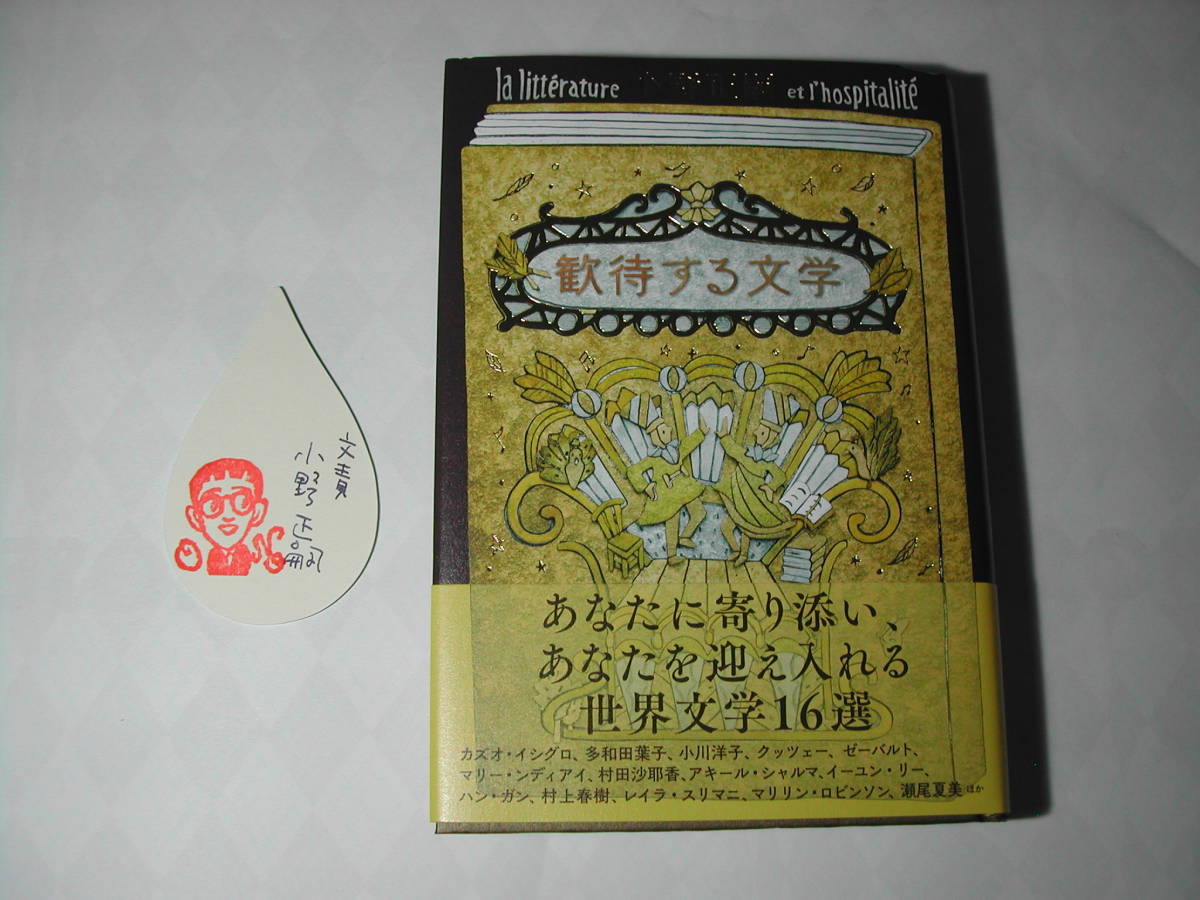 la littérature
et l'hospitalité
歓待する文学
文責
小野正嗣
あなたに寄り添い、
あなたを迎え入れる
世界文学16選
カズオ・イシグロ、多和田葉子、小川洋子、クッツェー、ゼーバルト、
マリー・ンディアイ、村田沙耶香、アキール・シャルマ、イーユン・リー、
ハン・ガン、村上春樹、レイラ・スリマニ、マリリン・ロビンソン、瀬尾夏美 ほか